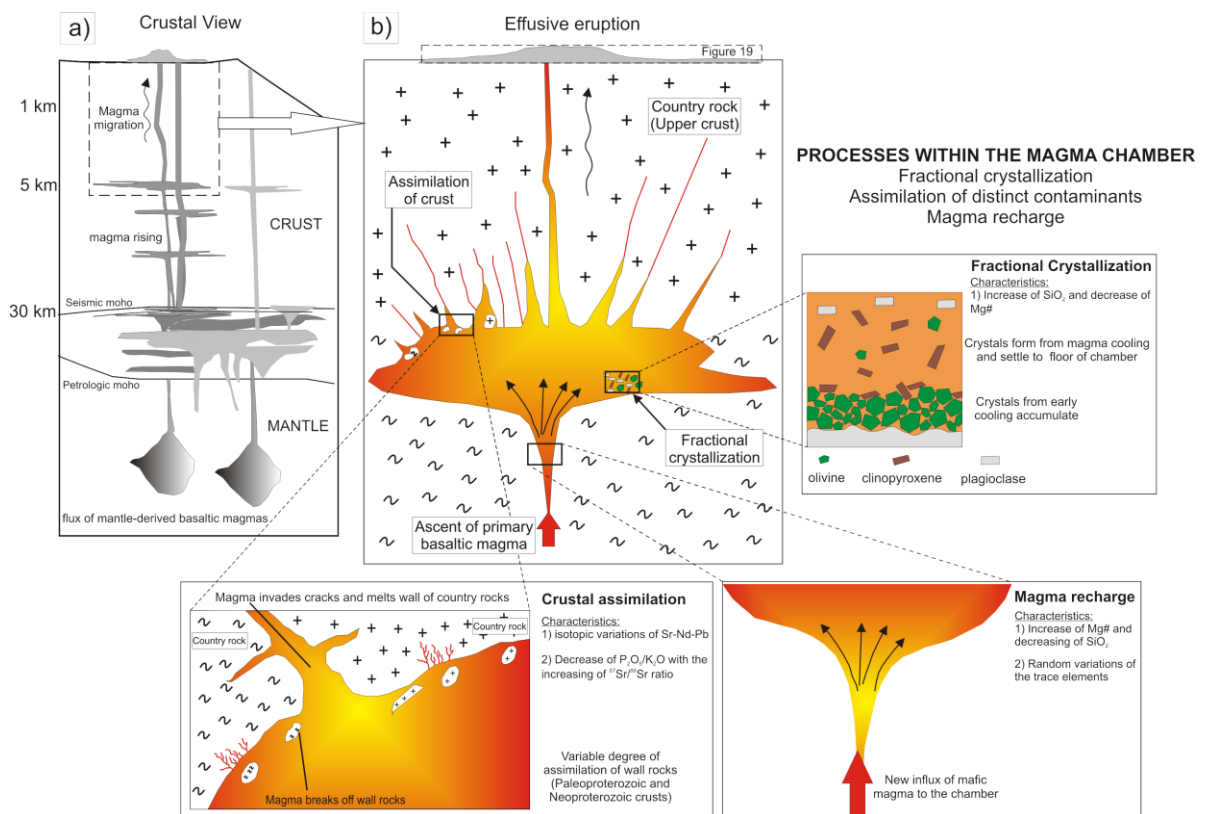 a)
Crustal View
1 km
Magma
migration
5 km
magma rising
CRUST
Seismic moho
30 km
Petrologic moho
MANTLE
flux of mantle-derived basaltic magmas
b)
Effusive eruption
Figure 19
Country rock
(Upper crust)
Assimilation
of crust
Fractional
crystallization
Ascent of primary
basaltic magma
PROCESSES WITHIN THE MAGMA CHAMBER
Fractional crystallization
Assimilation of distinct contaminants
Magma recharge
Fractional Crystallization
Characteristics:
1) Increase of SiO₂ and decrease of
Mg#
Crystals form from magma cooling
and settle to floor of chamber
Crystals from early
cooling accumulate
olivine
clinopyroxene
plagioclase
Magma invades cracks and melts wall of country rocks
Country rock
Country rock
Magma breaks off wall rocks
Crustal assimilation
Characteristics:
1) isotopic variations of Sr-Nd-Pb
2) Decrease of P₂O₅/K₂O with the
increasing of ⁸⁷Sr/⁸⁶Sr ratio
Variable degree of
assimilation of wall rocks
(Paleoproterozoic and
Neoproterozoic crusts)
Magma recharge
Characteristics:
1) Increase of Mg# and
decreasing of SiO₂
2) Random variations of
the trace elements
New influx of mafic
magma to the chamber